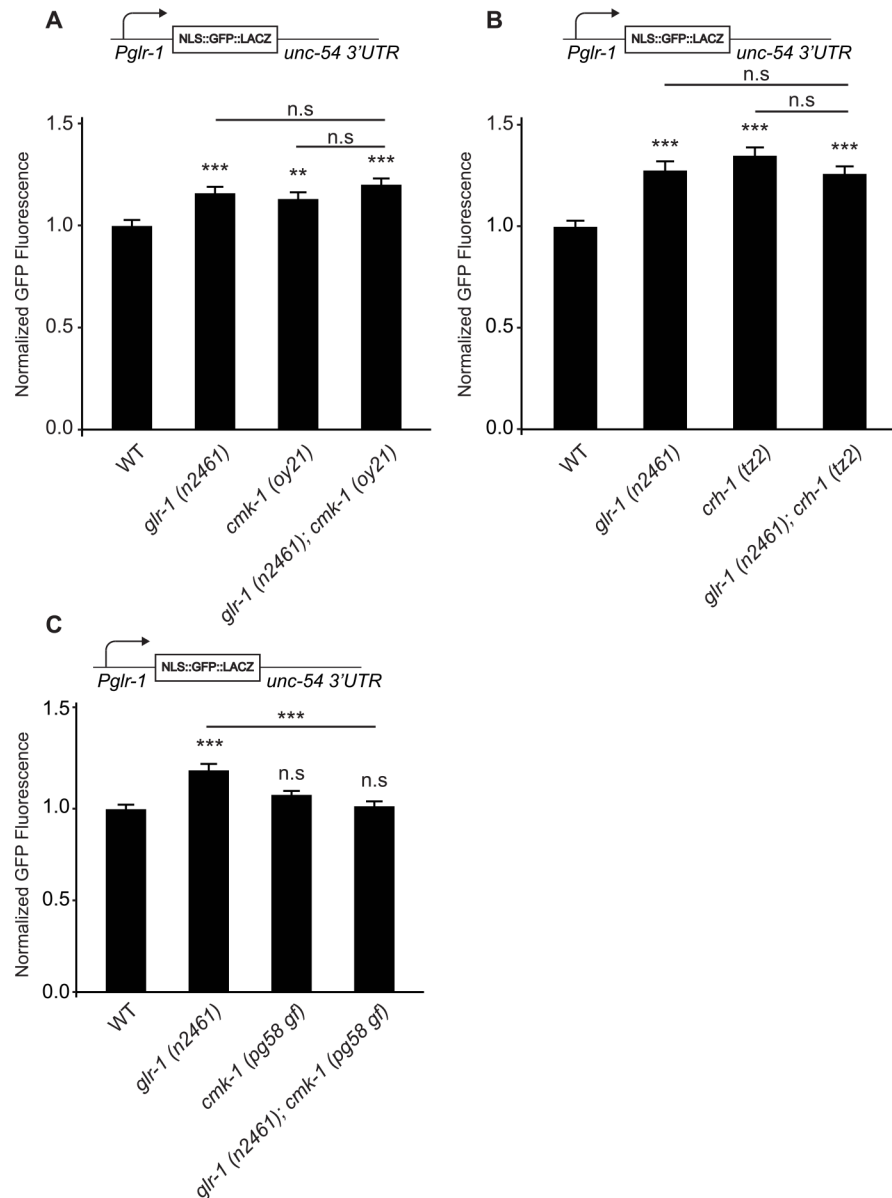 A
NLS::GFP::LACZ
Pglr-1 unc-54 3'UTR
n.s
n.s
*** ** ***
Normalized GFP Fluorescence
1.5
1.0
0.5
0.0
WT
glr-1 (n2461)
cmk-1 (oy21)
glr-1 (n2461); cmk-1 (oy21)
B
NLS::GFP::LACZ
Pglr-1 unc-54 3'UTR
n.s
n.s
*** *** ***
Normalized GFP Fluorescence
1.5
1.0
0.5
0.0
WT
glr-1 (n2461)
crh-1 (tz2)
glr-1 (n2461); crh-1 (tz2)
C
NLS::GFP::LACZ
Pglr-1 unc-54 3'UTR
***
*** n.s n.s
Normalized GFP Fluorescence
1.5
1.0
0.5
0.0
WT
glr-1 (n2461)
cmk-1 (pg58 gf)
glr-1 (n2461); cmk-1 (pg58 gf)